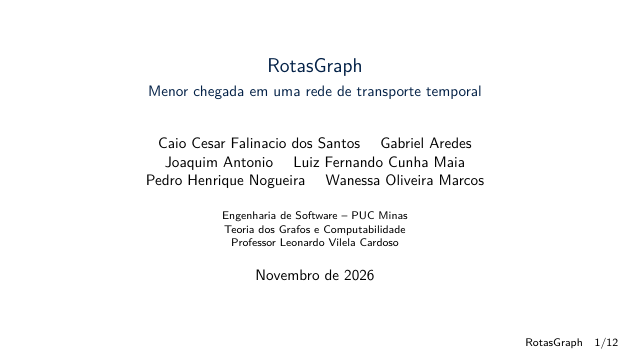 RotasGraph
Menor chegada em uma rede de transporte temporal
Caio Cesar Falinacio dos Santos Gabriel Aredes
Joaquim Antonio Luiz Fernando Cunha Maia
Pedro Henrique Nogueira Wanessa Oliveira Marcos
Engenharia de Software – PUC Minas
Teoria dos Grafos e Computabilidade
Professor Leonardo Vilela Cardoso
Novembro de 2026
RotasGraph 1/12